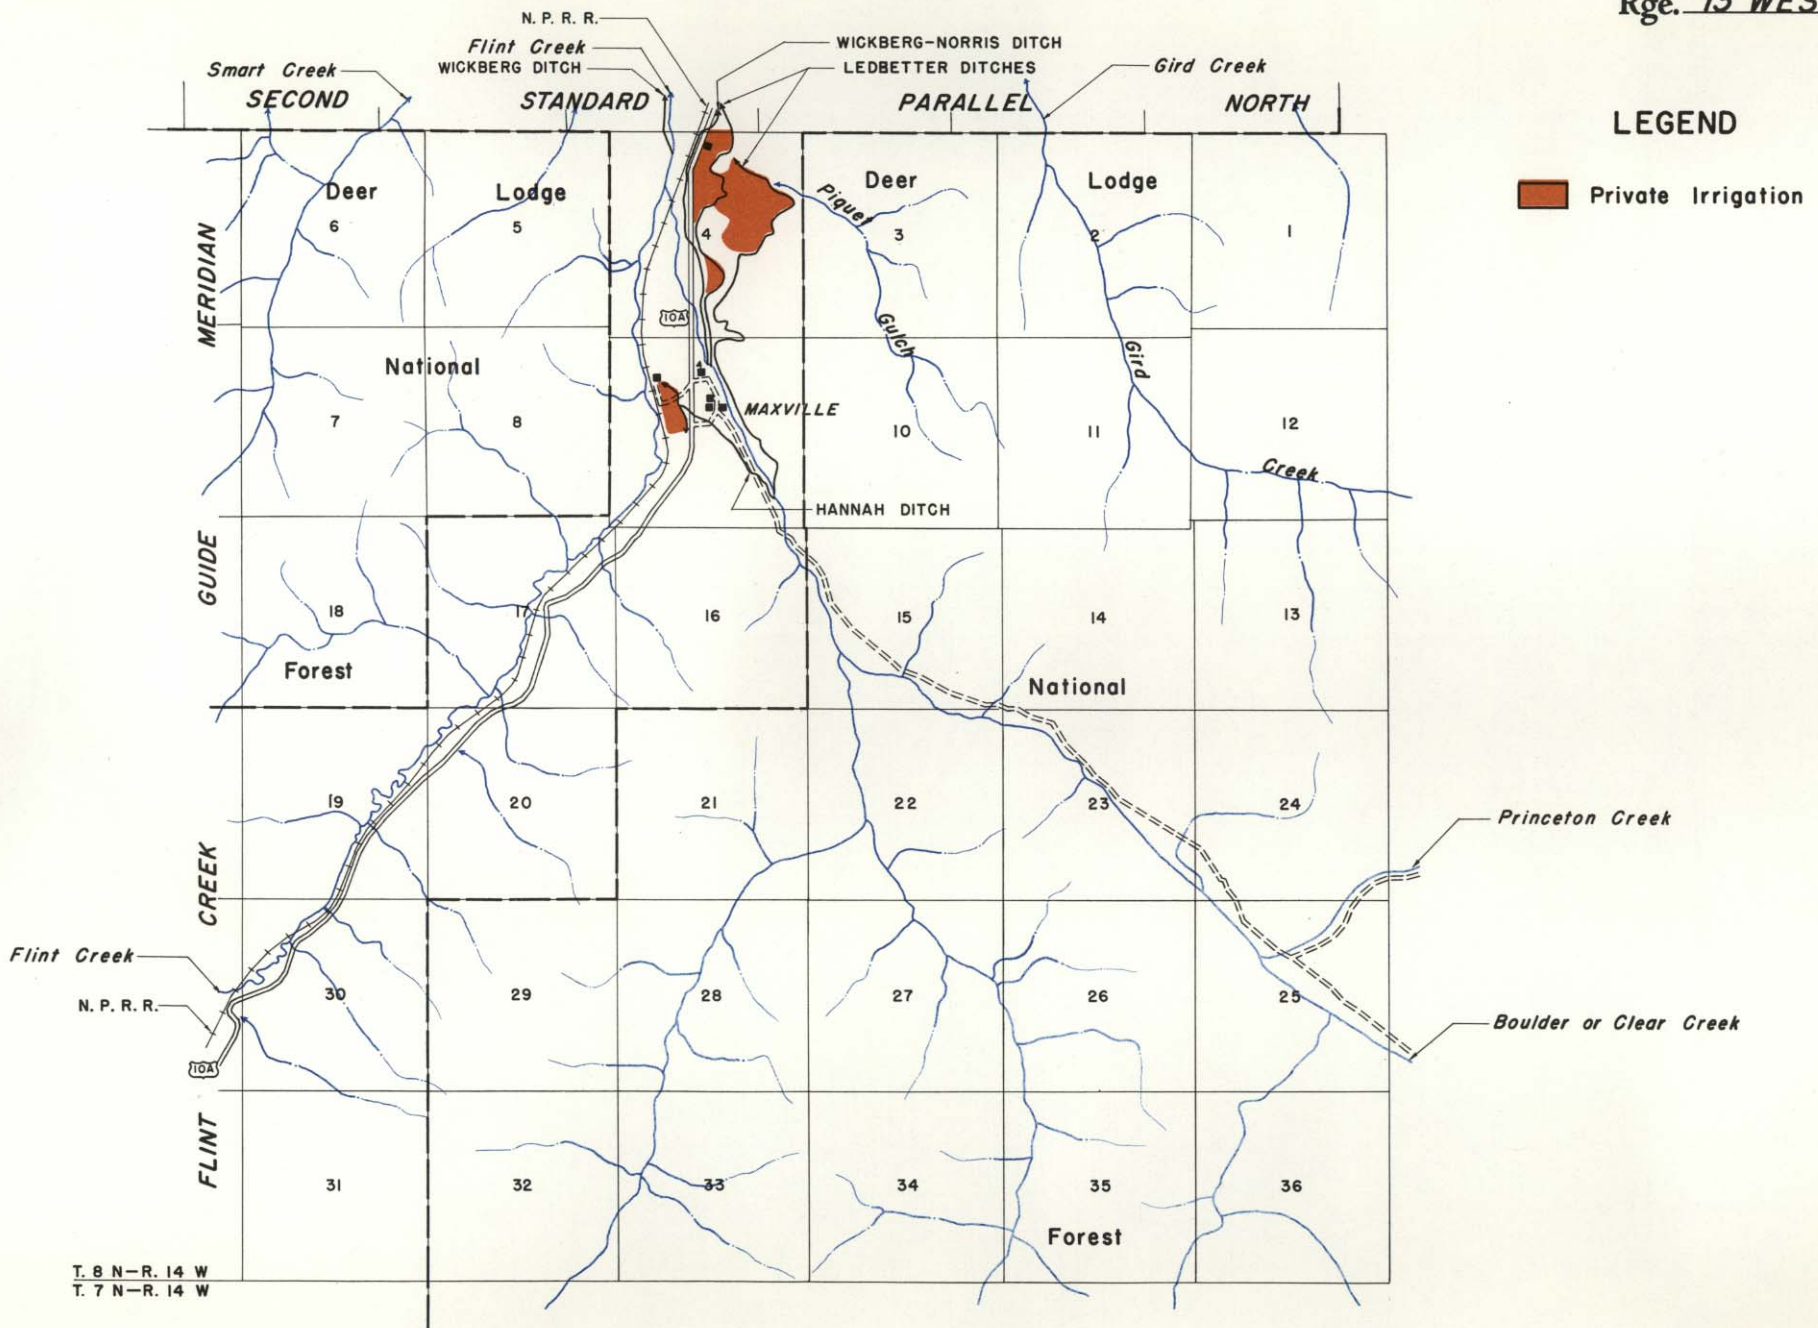 Rge. 13 WES
N. P. R. R.
Flint Creek
WICKBERG DITCH
WICKBERG-NORRIS DITCH
LEDBETTER DITCHES
Smart Creek
Gird Creek
SECOND STANDARD PARALLEL NORTH
LEGEND
Private Irrigation
MERIDIAN
Deer Lodge
Deer Lodge
6 5 4 3 2 1
Piquet
Gulch
10A
National
Gird
7 8 MAXVILLE 10 11 12
Creek
HANNAH DITCH
GUIDE
18 17 16 15 14 13
Forest
National
19 20 21 22 23 24
Princeton Creek
CREEK
Flint Creek
N. P. R. R.
30 29 28 27 26 25
Boulder or Clear Creek
10A
FLINT
31 32 33 34 35 36
Forest
T. 8 N–R. 14 W
T. 7 N–R. 14 W